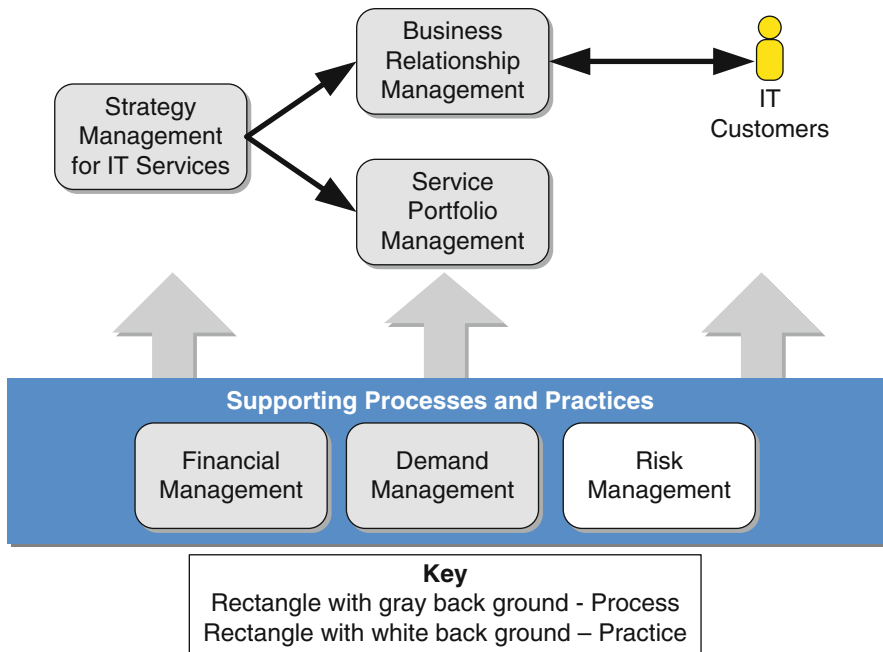 Business
Relationship
Management
IT
Customers
Strategy
Management
for IT Services
Service
Portfolio
Management
Supporting Processes and Practices
Financial
Management
Demand
Management
Risk
Management
Key
Rectangle with gray back ground - Process
Rectangle with white back ground – Practice